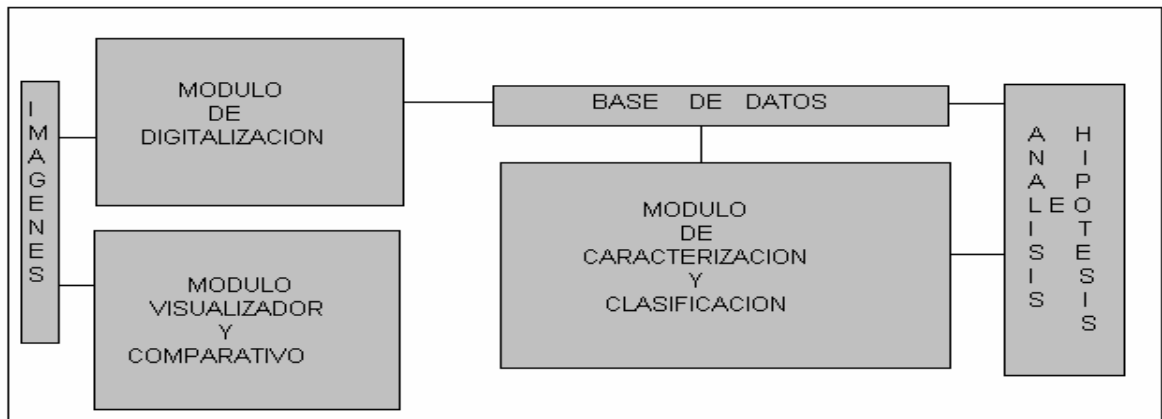 IMAGENES
MODULO
DE
DIGITALIZACION
MODULO
VISUALIZADOR
Y
COMPARATIVO
BASE DE DATOS
MODULO
DE
CARACTERIZACION
Y
CLASIFICACION
ANALISIS
E
HIPOTESIS